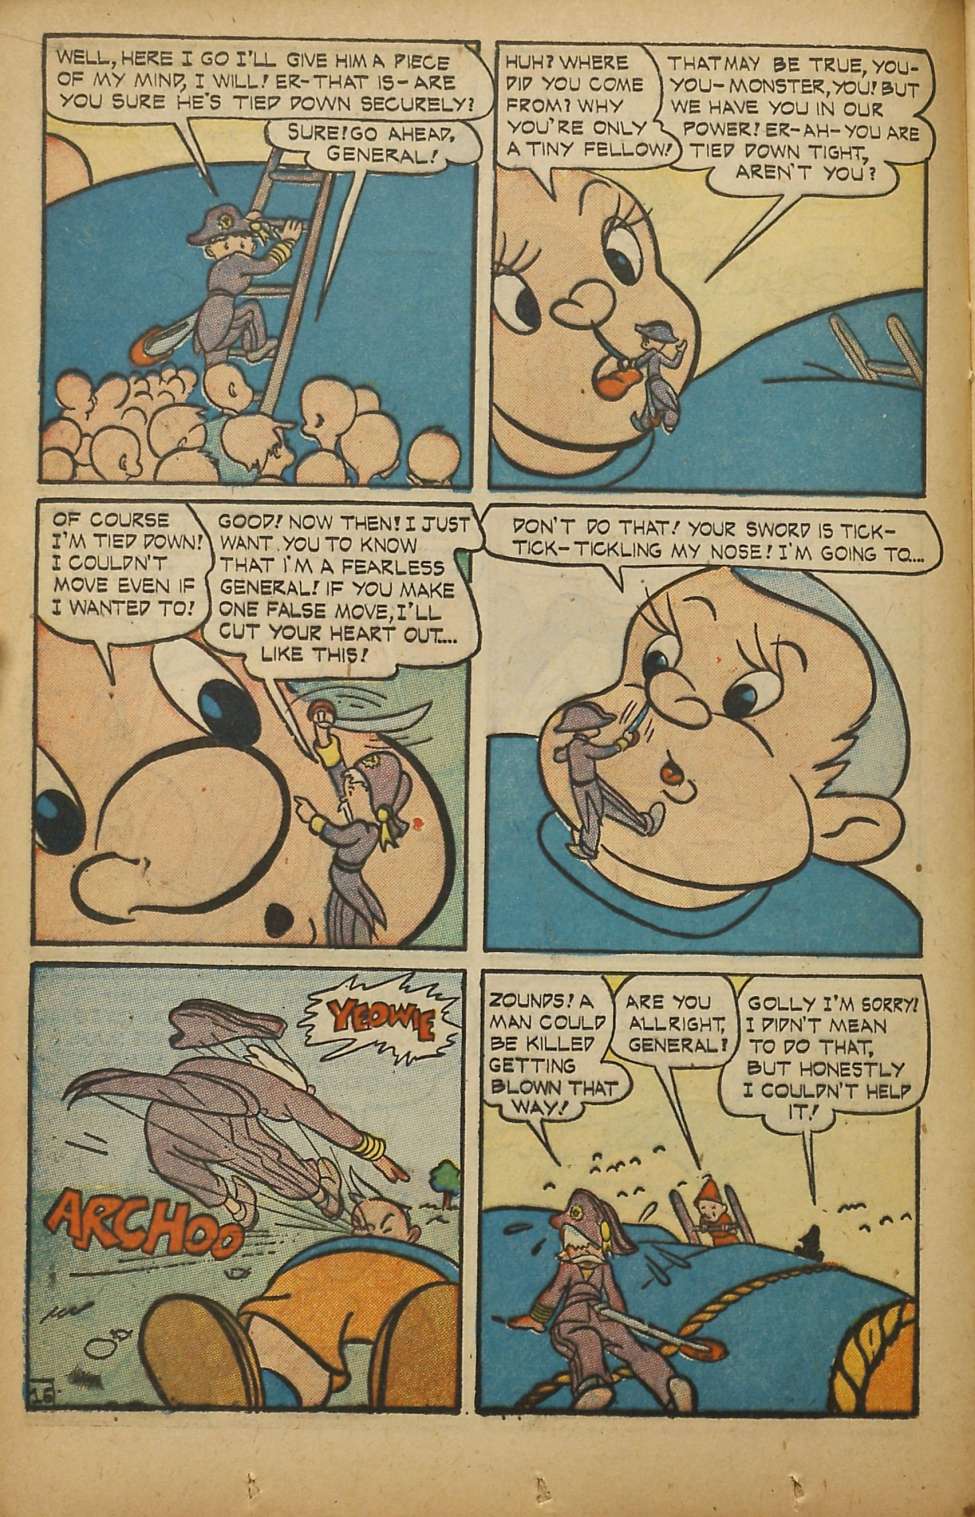 WELL, HERE I GO I'LL GIVE HIM A PIECE
OF MY MIND, I WILL! ER-THAT IS-ARE
YOU SURE HE'S TIED DOWN SECURELY?
SURE! GO AHEAD,
GENERAL!
HUH? WHERE
DID YOU COME
FROM? WHY
YOU'RE ONLY
A TINY FELLOW!
THAT MAY BE TRUE, YOU-
YOU-MONSTER, YOU! BUT
WE HAVE YOU IN OUR
POWER! ER-AH-YOU ARE
TIED DOWN TIGHT,
AREN'T YOU?
OF COURSE
I'M TIED DOWN!
I COULDN'T
MOVE EVEN IF
I WANTED TO!
GOOD! NOW THEN! I JUST
WANT YOU TO KNOW
THAT I'M A FEARLESS
GENERAL! IF YOU MAKE
ONE FALSE MOVE, I'LL
CUT YOUR HEART OUT....
LIKE THIS!
DON'T DO THAT! YOUR SWORD IS TICK-
TICK-TICKLING MY NOSE! I'M GOING TO....
YEOWIE
ARCHOO
16
ZOUNDS! A
MAN COULD
BE KILLED
GETTING
BLOWN THAT
WAY!
ARE YOU
ALLRIGHT,
GENERAL?
GOLLY I'M SORRY!
I DIDN'T MEAN
TO DO THAT,
BUT HONESTLY
I COULDN'T HELP
IT!